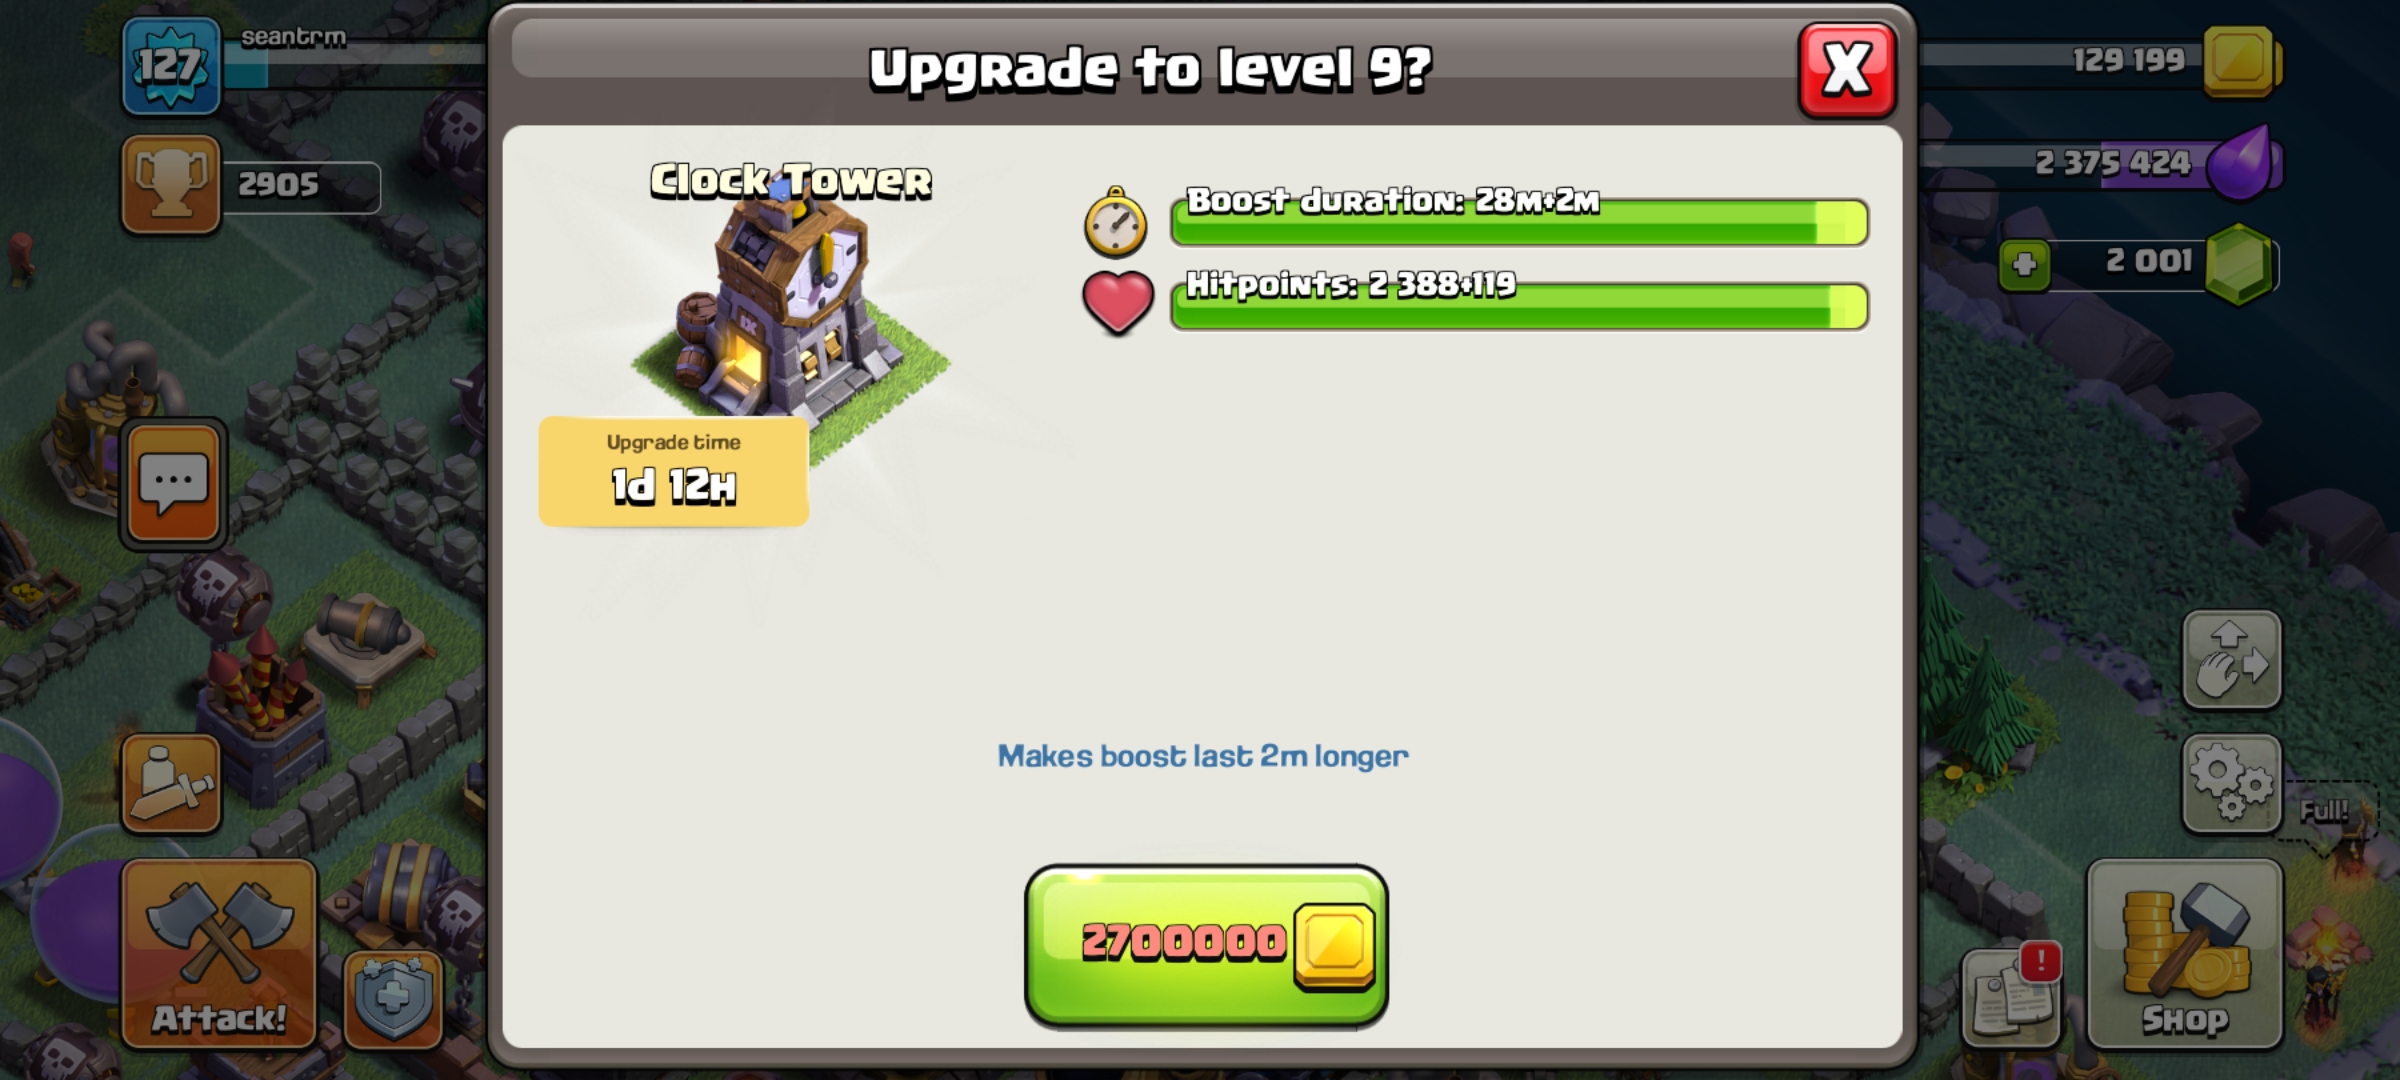 127
seantrm
2905
Upgrade to level 9?
X
129 199
2 375 424
2 001
Clock Tower
IX
Boost duration: 28m+2m
Hitpoints: 2 388+119
Upgrade time
1d 12H
Makes boost last 2m longer
2700000
Attack!
Full!
!
Shop